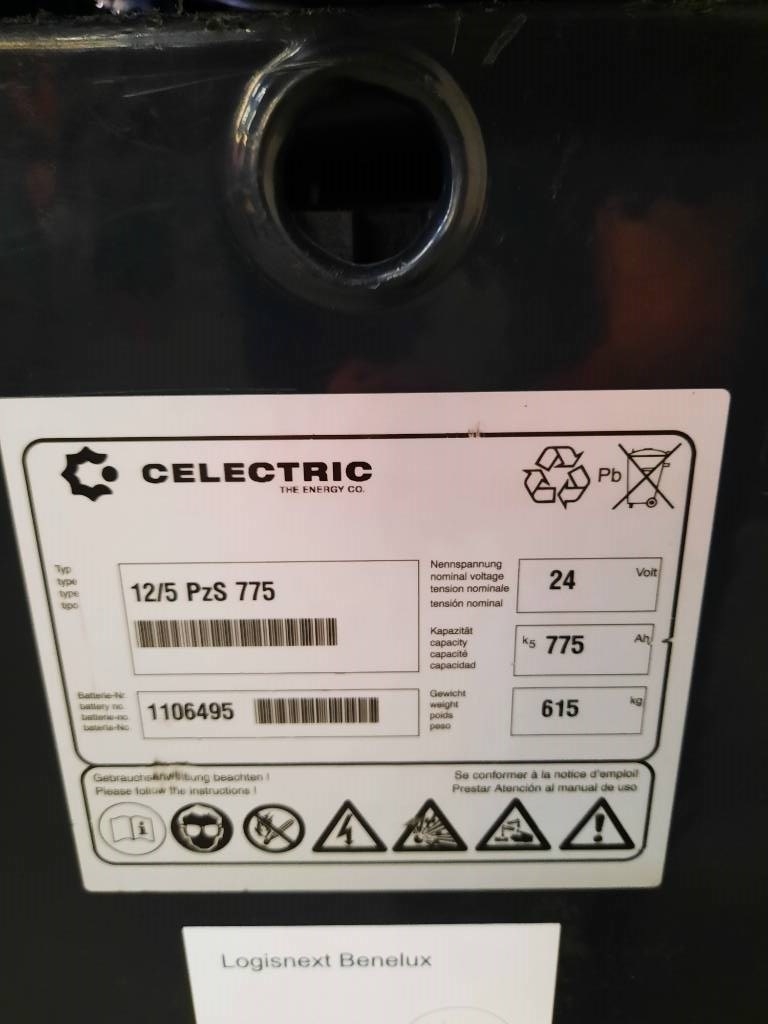 CELECTRIC
THE ENERGY CO.
Pb
Typ
type
type
tipo
12/5 PzS 775
Nennspannung
nominal voltage
tension nominale
tensión nominal
24 Volt
Kapazität
capacity
capacité
capacidad
k5 775 Ah
Batterie-Nr.
battery no.
batterie-no.
batería-No.
1106495
Gewicht
weight
poids
peso
615 kg
Gebrauchsanweisung beachten !
Please follow the instructions !
Se conformer à la notice d'emploi!
Prestar Atención al manual de uso
Logisnext Benelux